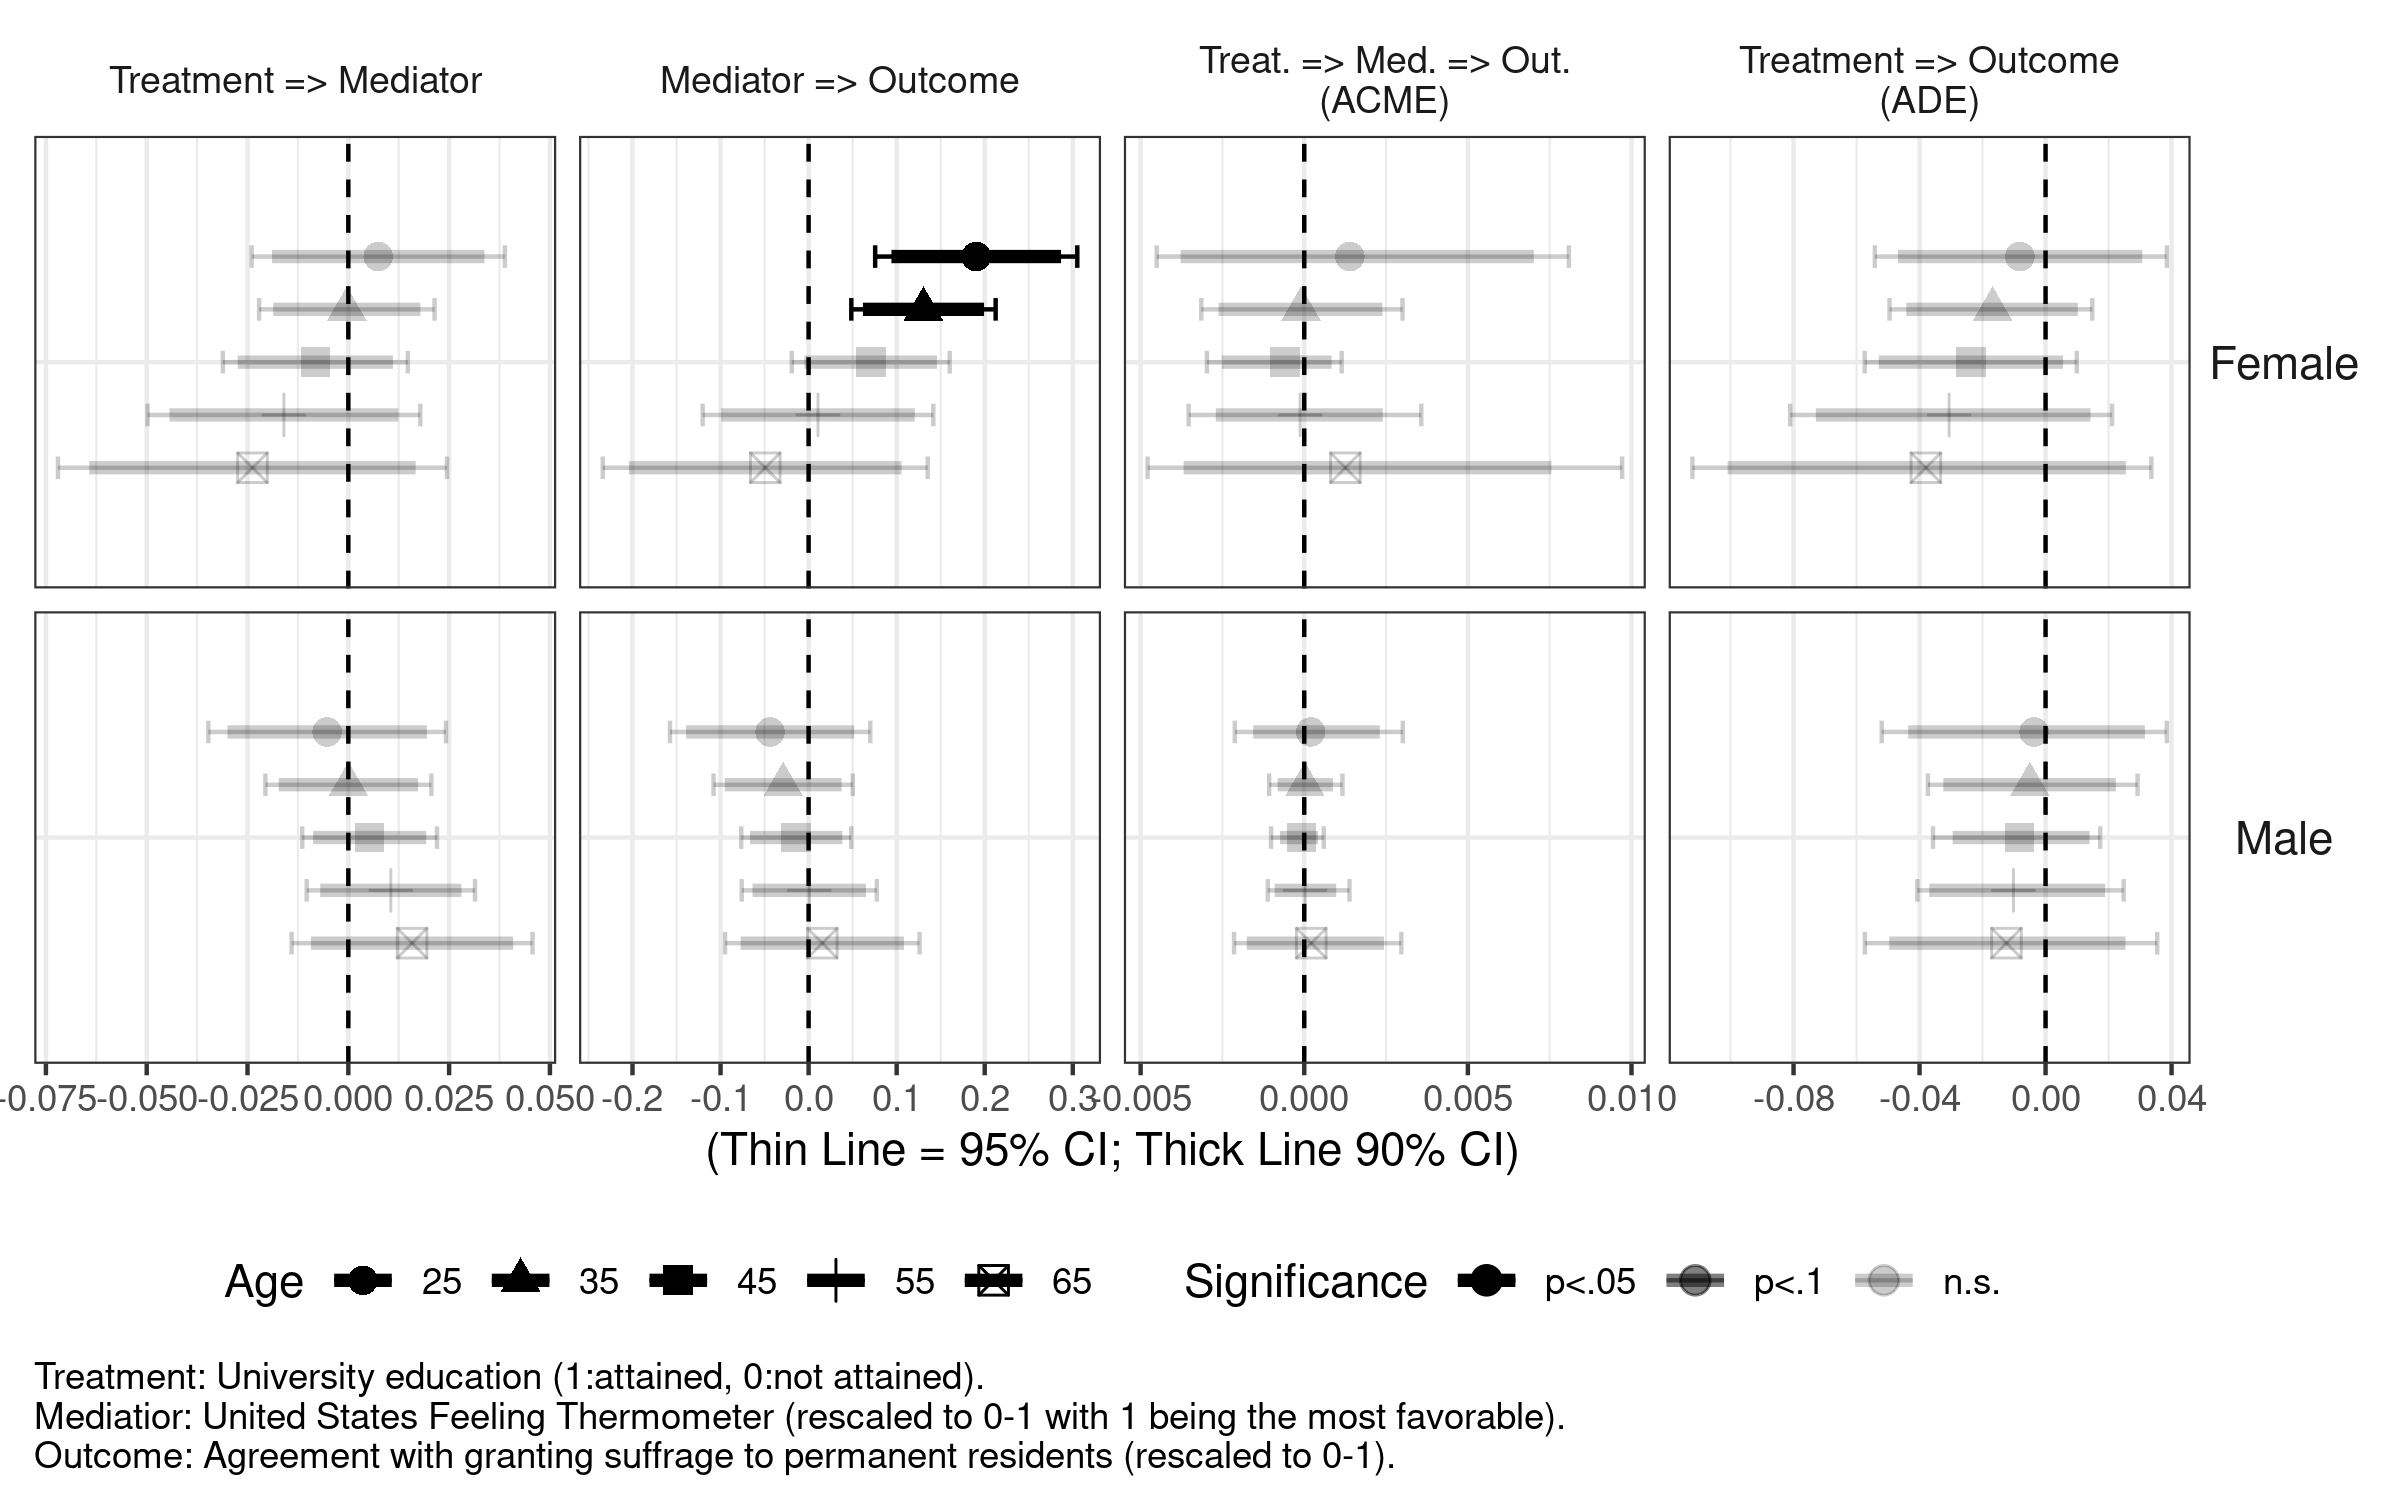 Treat. => Med. => Out.
Treatment => Outcome
Treatment => Mediator
Mediator => Outcome
(ACME)
(ADE)
Female
Male
-0.075 -0.050 -0.025 0.000 0.025 0.050 -0.2 -0.1 0.0 0.1 0.2 0.3 -0.005 0.000 0.005 0.010 -0.08 -0.04 0.00 0.04
(Thin Line = 95% CI; Thick Line 90% CI)
Age 25 35 45 55 65 Significance p<.05 p<.1 n.s.
Treatment: University education (1:attained, 0:not attained).
Mediatior: United States Feeling Thermometer (rescaled to 0-1 with 1 being the most favorable).
Outcome: Agreement with granting suffrage to permanent residents (rescaled to 0-1).